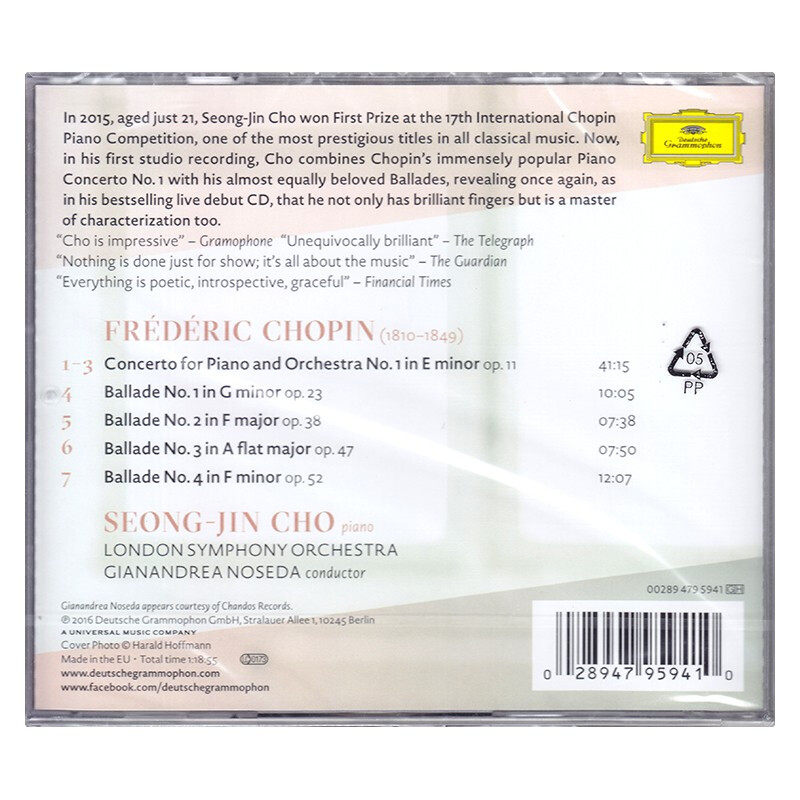 In 2015, aged just 21, Seong-Jin Cho won First Prize at the 17th International Chopin
Piano Competition, one of the most prestigious titles in all classical music. Now,
in his first studio recording, Cho combines Chopin's immensely popular Piano
Concerto No. 1 with his almost equally beloved Ballades, revealing once again, as
in his bestselling live debut CD, that he not only has brilliant fingers but is a master
of characterization too.
"Cho is impressive" – Gramophone "Unequivocally brilliant" – The Telegraph
"Nothing is done just for show; it's all about the music" – The Guardian
"Everything is poetic, introspective, graceful" – Financial Times
Deutsche
Grammophon
FRÉDÉRIC CHOPIN (1810–1849)
1–3 Concerto for Piano and Orchestra No. 1 in E minor op. 11 41:15
4 Ballade No. 1 in G minor op. 23 10:05
5 Ballade No. 2 in F major op. 38 07:38
6 Ballade No. 3 in A flat major op. 47 07:50
7 Ballade No. 4 in F minor op. 52 12:07
05
PP
SEONG-JIN CHO piano
LONDON SYMPHONY ORCHESTRA
GIANANDREA NOSEDA conductor
00289 479 5941 GH
Gianandrea Noseda appears courtesy of Chandos Records.
℗ 2016 Deutsche Grammophon GmbH, Stralauer Allee 1, 10245 Berlin
A UNIVERSAL MUSIC COMPANY
Cover Photo © Harald Hoffmann
Made in the EU • Total time 1:18:55
www.deutschegrammophon.com
www.facebook.com/deutschegrammophon
0 28947 95941 0